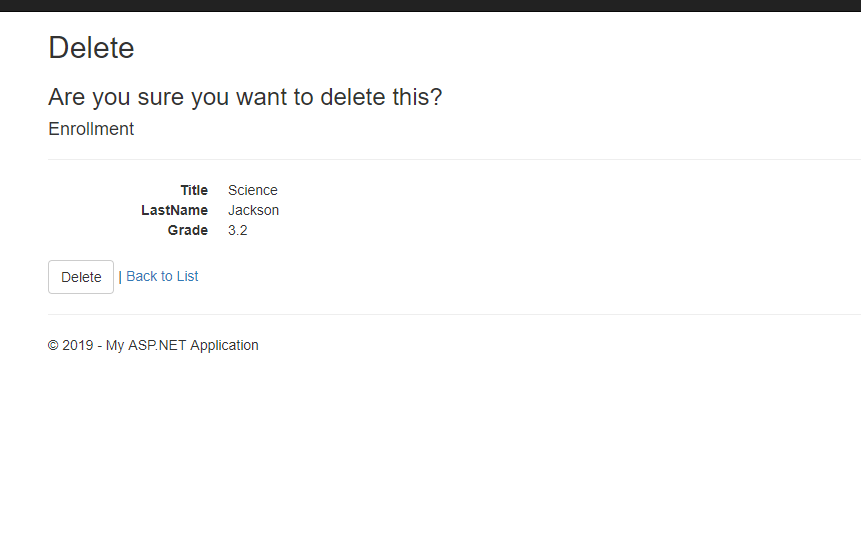 Delete
Are you sure you want to delete this?
Enrollment
Title Science
LastName Jackson
Grade 3.2
Delete | Back to List
© 2019 - My ASP.NET Application